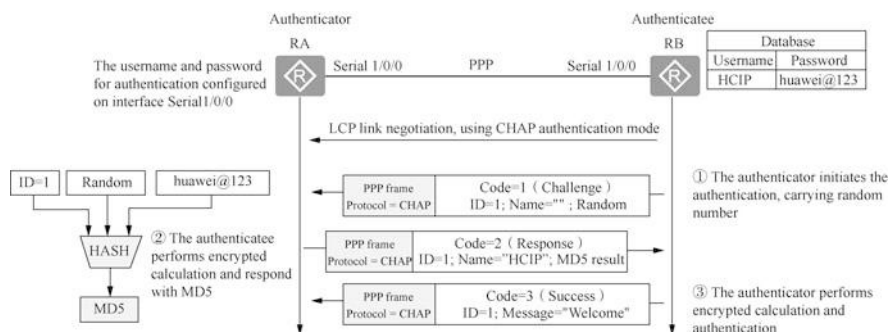 Authenticator
Authenticatee
RA
RB
Database
Username
Password
HCIP
huawei@123
The username and password
for authentication configured
on interface Serial1/0/0
Serial 1/0/0
PPP
Serial 1/0/0
LCP link negotiation, using CHAP authentication mode
ID=1
Random
huawei@123
PPP frame
Protocol = CHAP
Code=1 ( Challenge )
ID=1; Name="" ; Random
① The authenticator initiates the
authentication, carrying random
number
HASH
MD5
② The authenticatee
performs encrypted
calculation and respond
with MD5
PPP frame
Protocol = CHAP
Code=2 ( Response )
ID=1; Name="HCIP"; MD5 result
PPP frame
Protocol = CHAP
Code=3 ( Success )
ID=1; Message="Welcome"
③ The authenticator performs
encrypted calculation and
authentication